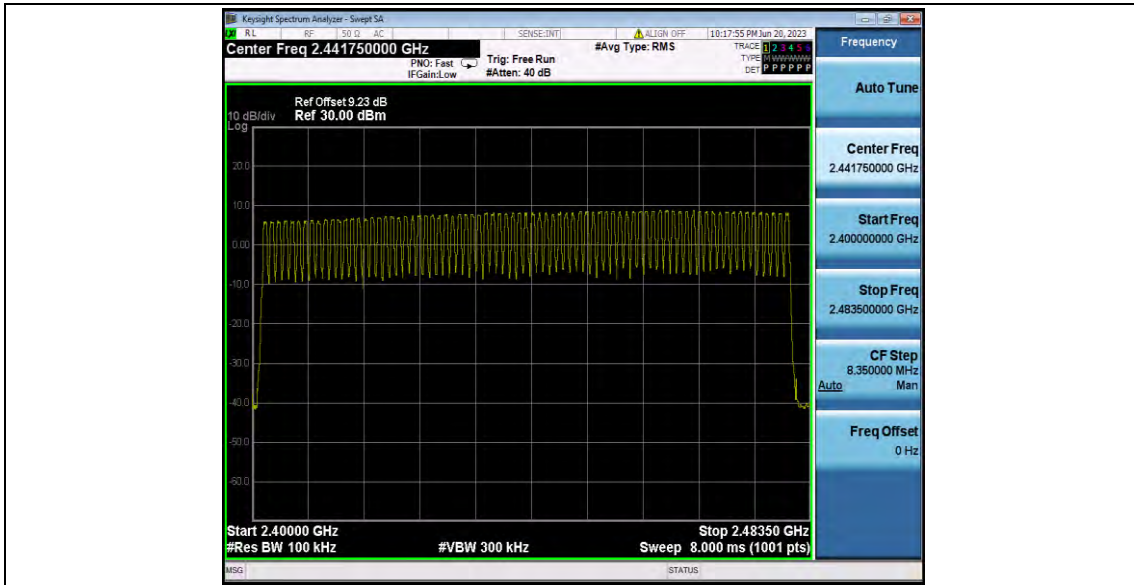 Keysight Spectrum Analyzer - Swept SA
RL RF 50 Ω AC SENSE:INT ALIGN OFF 10:17:55 PM Jun 20, 2023
Center Freq 2.441750000 GHz #Avg Type: RMS TRACE 1 2 3 4 5 6
PNO: Fast Trig: Free Run TYPE M W W W W W
IFGain:Low #Atten: 40 dB DET P P P P P P
Ref Offset 9.23 dB
10 dB/div Ref 30.00 dBm
Log
20.0
10.0
0.00
-10.0
-20.0
-30.0
-40.0
-50.0
-60.0
Start 2.40000 GHz Stop 2.48350 GHz
#Res BW 100 kHz #VBW 300 kHz Sweep 8.000 ms (1001 pts)
MSG STATUS
Frequency
Auto Tune
Center Freq
2.441750000 GHz
Start Freq
2.400000000 GHz
Stop Freq
2.483500000 GHz
CF Step
8.350000 MHz
Auto Man
Freq Offset
0 Hz